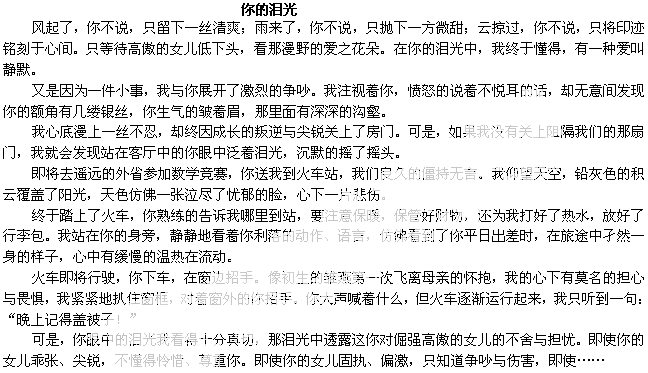 你的泪光
风起了，你不说，只留下一丝清爽；雨来了，你不说，只抛下一方微甜；云掠过，你不说，只将印迹
铭刻于心间。只等待高傲的女儿低下头，看那漫野的爱之花朵。在你的泪光中，我终于懂得，有一种爱叫
静默。
又是因为一件小事，我与你展开了激烈的争吵。我注视着你，愤怒的说着不悦耳的话，却无意间发现
你的额角有几缕银丝，你生气的皱着眉，那里面有深深的沟壑。
我心底漫上一丝不忍，却终因成长的叛逆与尖锐关上了房门。可是，如果我没有关上阻隔我们的那扇
门，我就会发现站在客厅中的你眼中泛着泪光，沉默的摇了摇头。
即将去遥远的外省参加数学竞赛，你送我到火车站，我们良久的僵持无言。我仰望天空，铅灰色的积
云覆盖了阳光，天色仿佛一张泣尽了忧郁的脸，心下一片悲伤。
终于踏上了火车，你熟练的告诉我哪里到站，要注意保暖，保管好财物，还为我打好了热水，放好了
行李包。我站在你的身旁，静静地看着你利落的动作、语言，仿彿看到了你平日出差时，在旅途中孑然一
身的样子，心中有缓慢的温热在流动。
火车即将行驶，你下车，在窗边招手。像初生的雏燕第一次飞离母亲的怀抱，我的心下有莫名的担心
与畏惧，我紧紧地扒住窗框，对着窗外的你招手。你大声喊着什么，但火车逐渐运行起来，我只听到一句：
“晚上记得盖被子！”
可是，你眼中的泪光我看得十分真切，那泪光中透露这你对倔强高傲的女儿的不舍与担忧。即使你的
女儿乖张、尖锐，不懂得怜惜、尊重你。即使你的女儿固执、偏激，只知道争吵与伤害，即使……